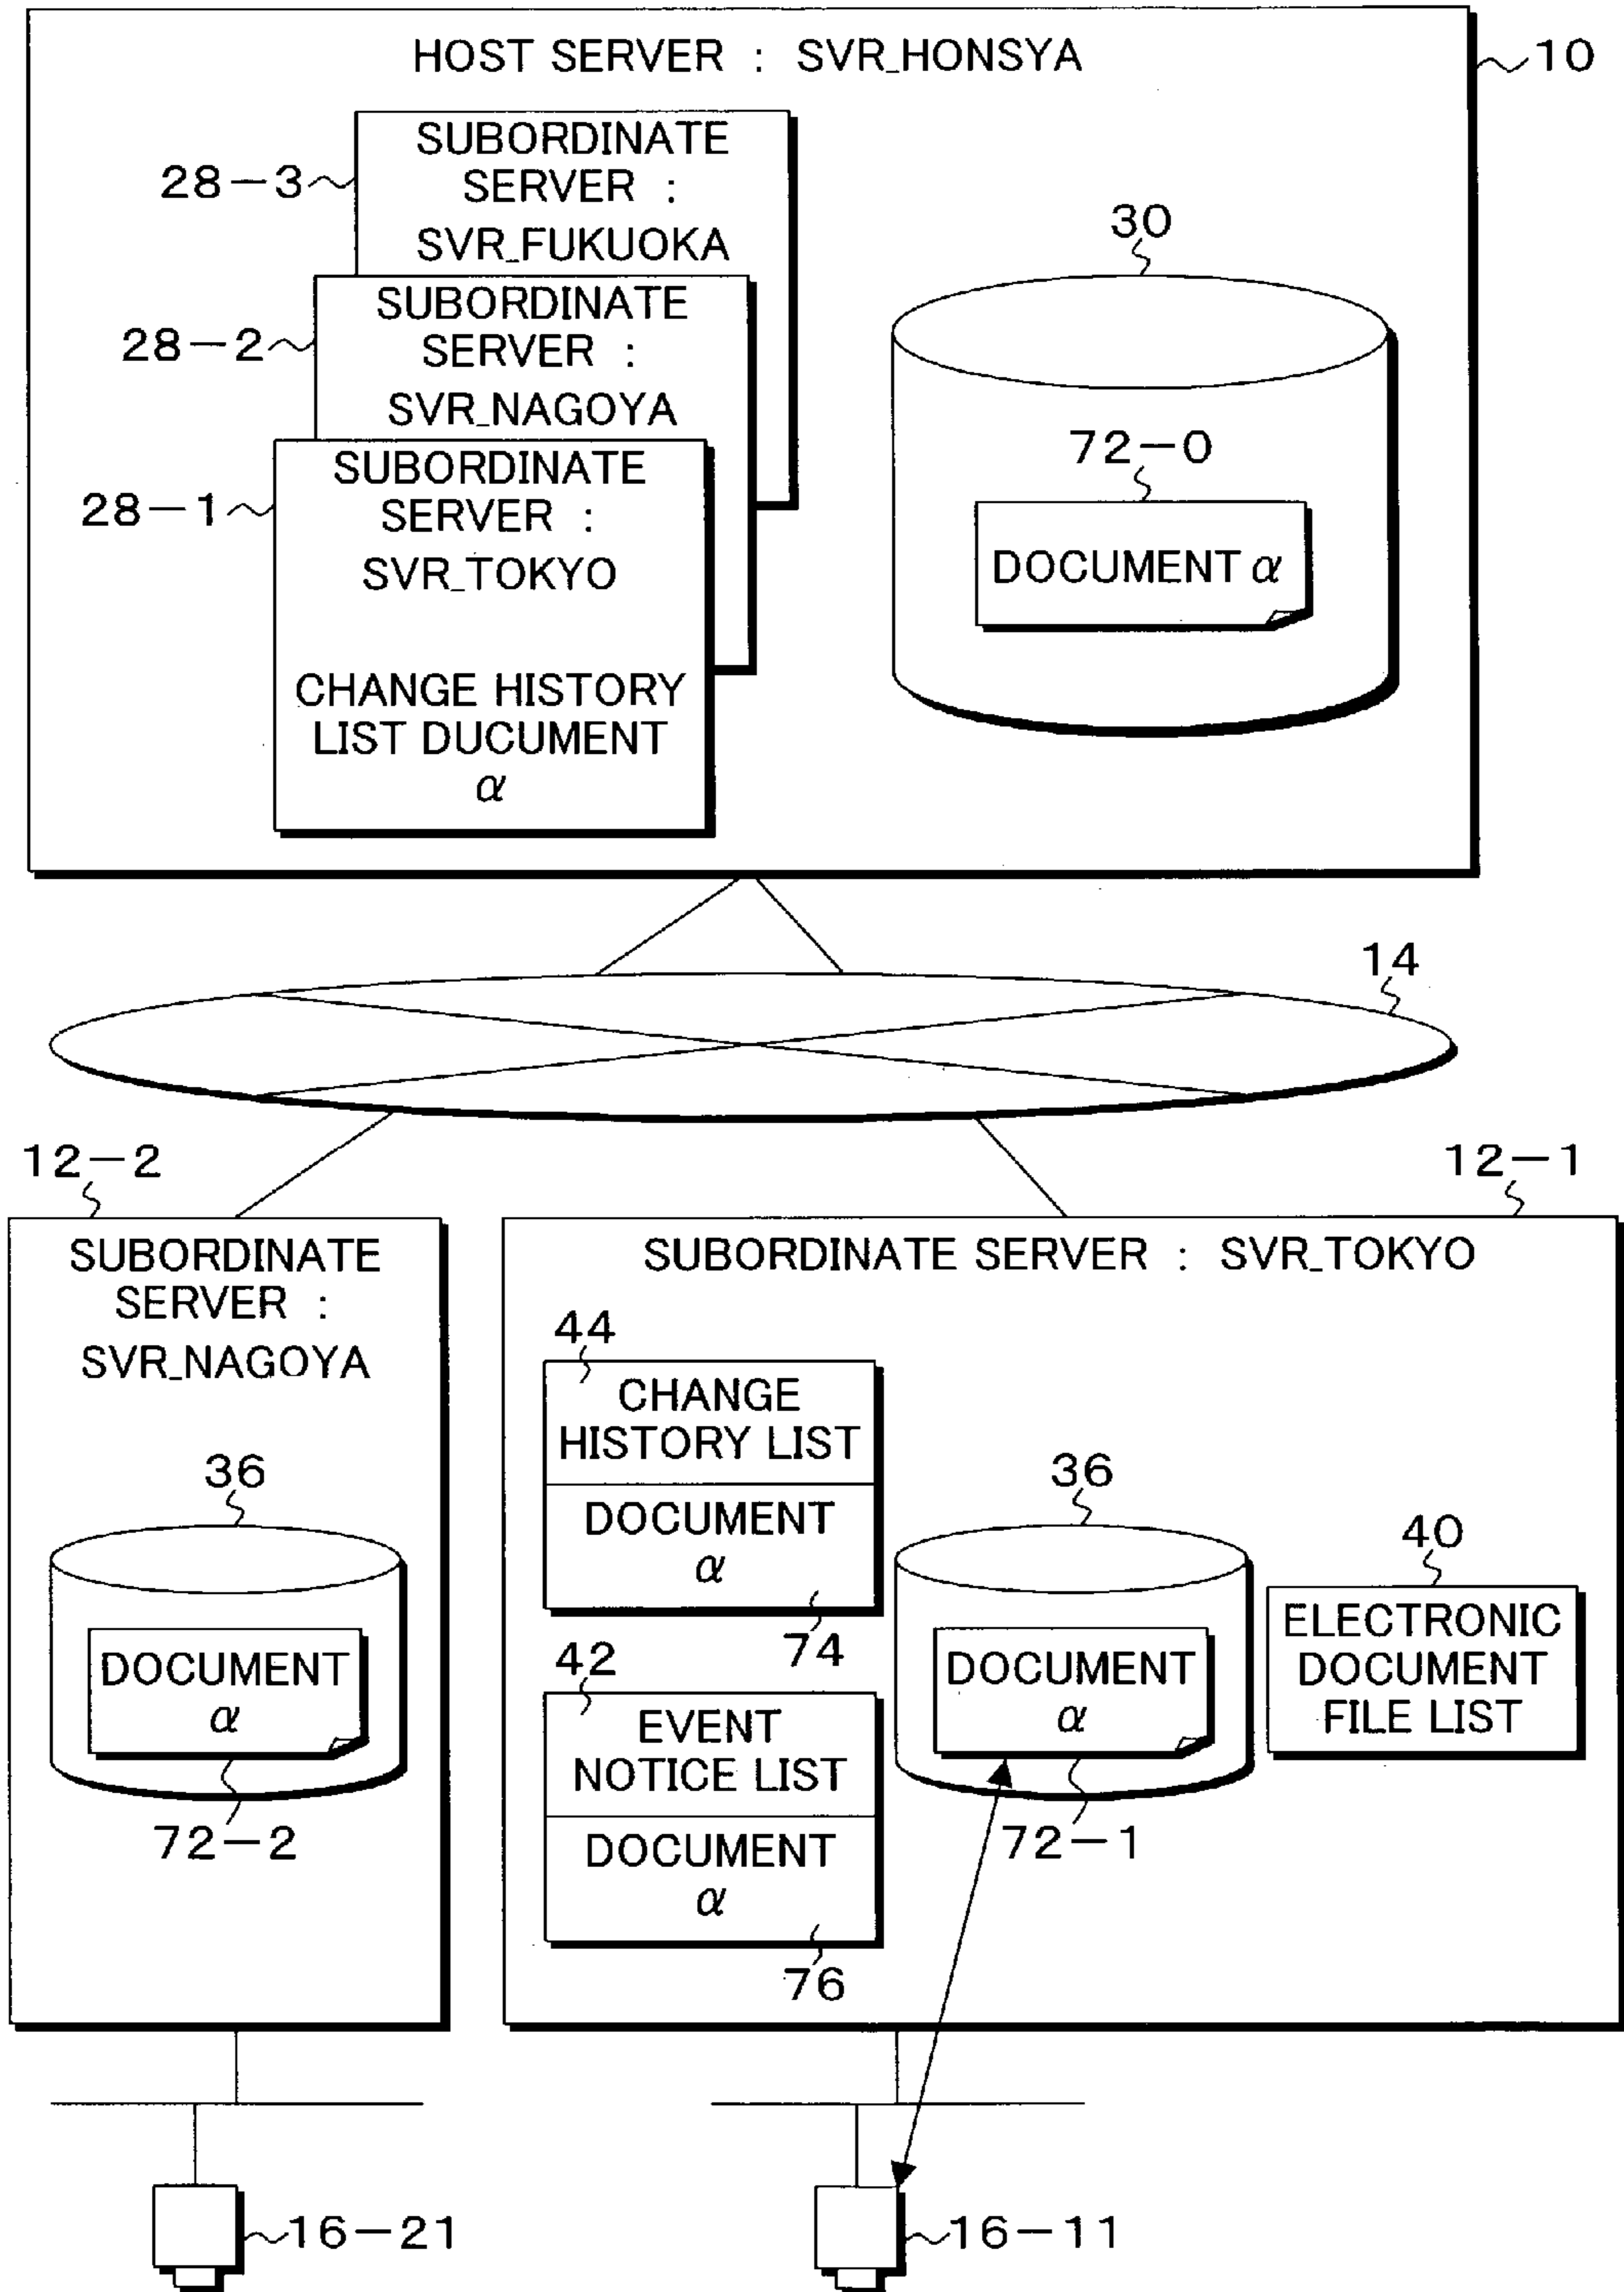 HOST SERVER : SVR_HONSYA
10
SUBORDINATE
SERVER :
SVR_FUKUOKA
28-3
SUBORDINATE
SERVER :
SVR_NAGOYA
28-2
SUBORDINATE
SERVER :
SVR_TOKYO
28-1
CHANGE HISTORY
LIST DUCUMENT
α
30
72-0
DOCUMENT α
14
12-2
SUBORDINATE
SERVER :
SVR_NAGOYA
36
DOCUMENT
α
72-2
12-1
SUBORDINATE SERVER : SVR_TOKYO
44
CHANGE
HISTORY LIST
DOCUMENT
α
74
42
EVENT
NOTICE LIST
DOCUMENT
α
76
36
DOCUMENT
α
72-1
40
ELECTRONIC
DOCUMENT
FILE LIST
16-21
16-11